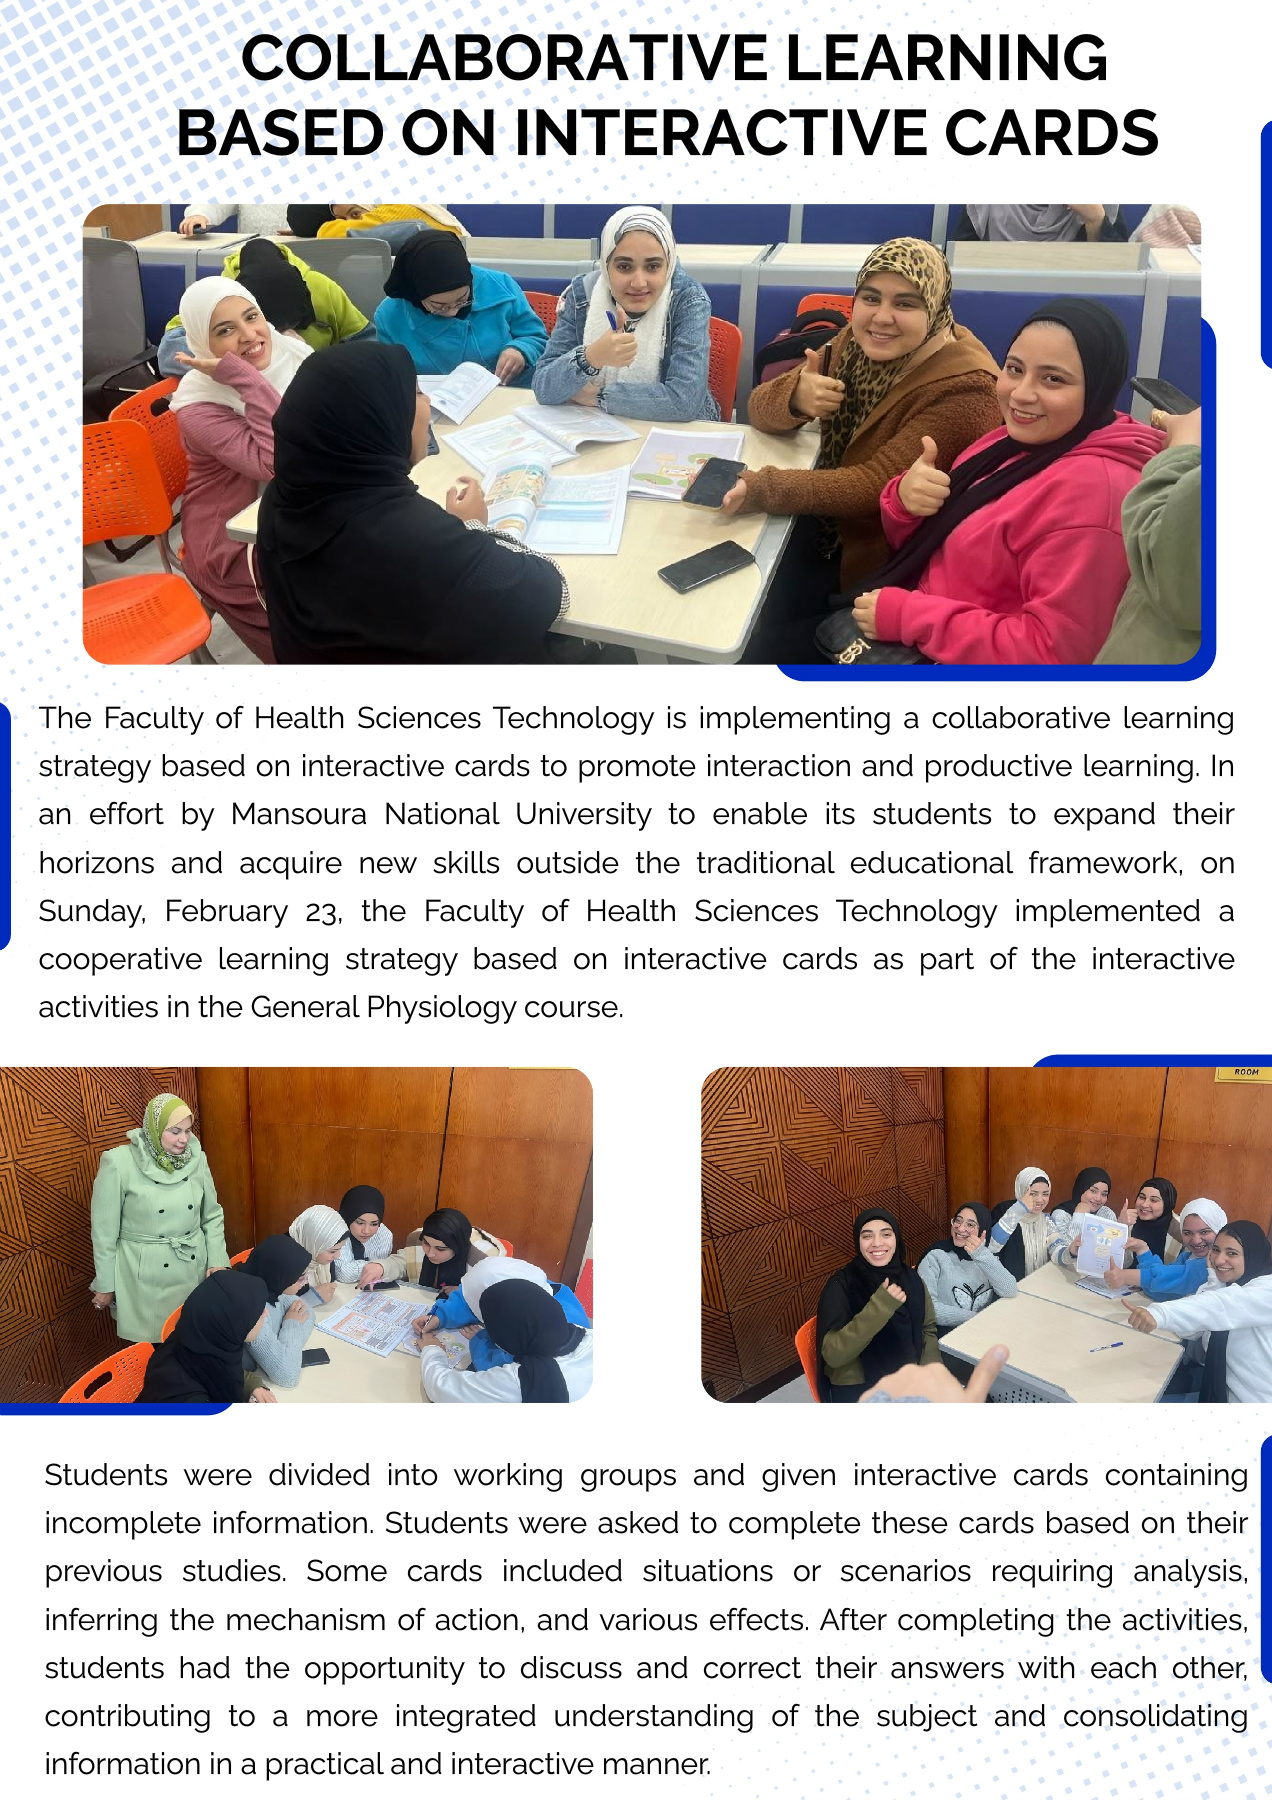 COLLABORATIVE LEARNING
BASED ON INTERACTIVE CARDS
The Faculty of Health Sciences Technology is implementing a collaborative learning
strategy based on interactive cards to promote interaction and productive learning. In
an effort by Mansoura National University to enable its students to expand their
horizons and acquire new skills outside the traditional educational framework, on
Sunday, February 23, the Faculty of Health Sciences Technology implemented a
cooperative learning strategy based on interactive cards as part of the interactive
activities in the General Physiology course.
ROOM
Students were divided into working groups and given interactive cards containing
incomplete information. Students were asked to complete these cards based on their
previous studies. Some cards included situations or scenarios requiring analysis,
inferring the mechanism of action, and various effects. After completing the activities,
students had the opportunity to discuss and correct their answers with each other,
contributing to a more integrated understanding of the subject and consolidating
information in a practical and interactive manner.